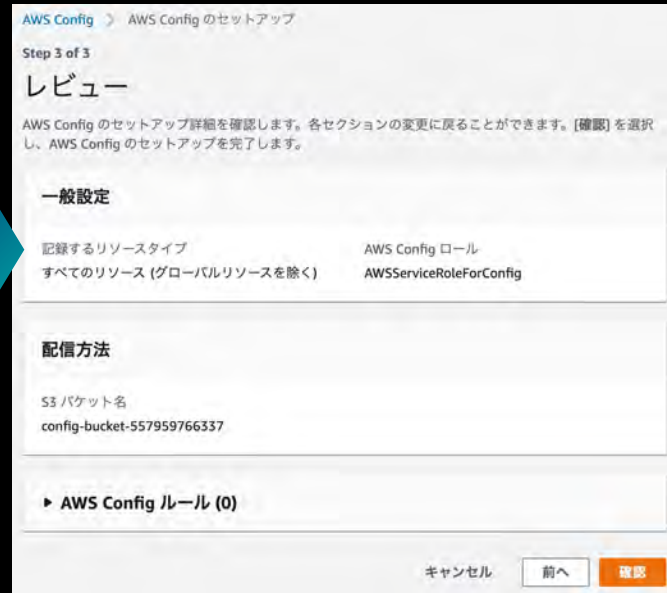 AWS Config > AWS Config のセットアップ
Step 3 of 3
レビュー
AWS Config のセットアップ詳細を確認します。各セクションの変更に戻ることができます。[確認] を選択
し、AWS Config のセットアップを完了します。
一般設定
記録するリソースタイプ
すべてのリソース (グローバルリソースを除く)
AWS Config ロール
AWSServiceRoleForConfig
配信方法
S3 バケット名
config-bucket-557959766337
▶ AWS Config ルール (0)
キャンセル 前へ 確認